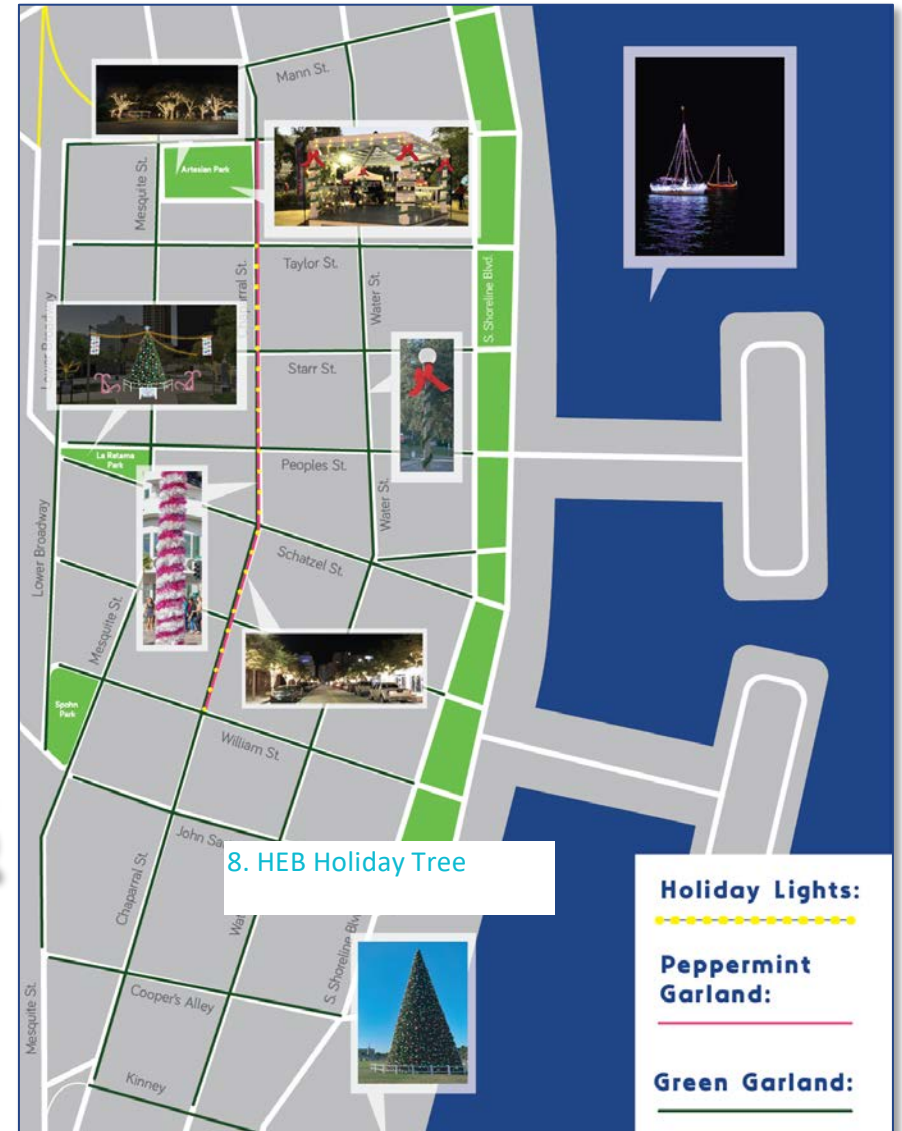 Mann St.
Artesian Park
Mesquite St.
Taylor St.
Chaparral St.
Water St.
S. Shoreline Blvd.
Lower Broadway
Starr St.
La Retama
Park
Peoples St.
Water St.
Lower Broadway
Schatzel St.
Mesquite St.
Spohn
Park
William St.
John Sa
8. HEB Holiday Tree
Chaparral St.
Wat
S. Shoreline Blv
Holiday Lights:
Peppermint
Garland:
Cooper's Alley
Mesquite St.
Kinney
Green Garland: